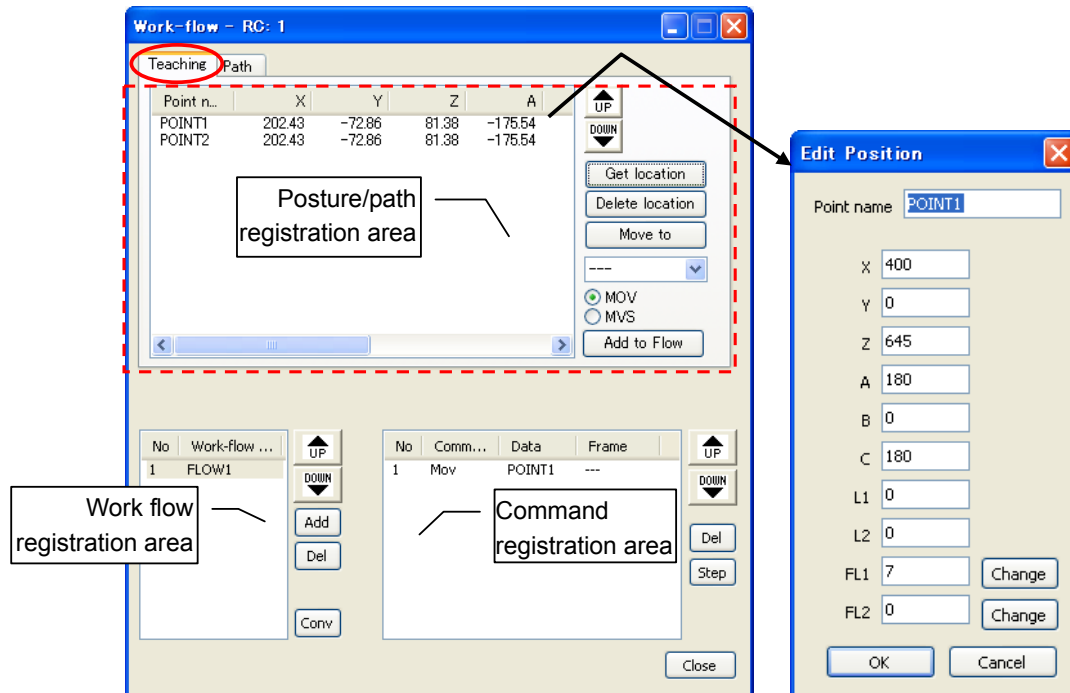 Work-flow - RC: 1
Teaching
Path
Point n... X Y Z A
POINT1 202.43 -72.86 81.38 -175.54
POINT2 202.43 -72.86 81.38 -175.54
UP
DOWN
Get location
Delete location
Move to
---
MOV
MVS
Add to Flow
Posture/path
registration area
No Work-flow ...
1 FLOW1
UP
DOWN
Add
Del
Conv
Work flow
registration area
No Comm... Data Frame
1 Mov POINT1 ---
UP
DOWN
Del
Step
Command
registration area
Close
Edit Position
Point name POINT1
X 400
Y 0
Z 645
A 180
B 0
C 180
L1 0
L2 0
FL1 7 Change
FL2 0 Change
OK Cancel